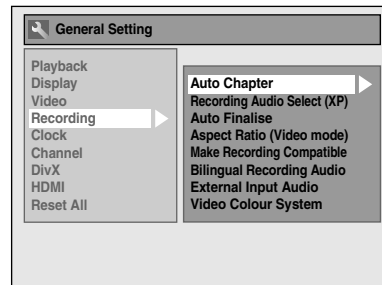 General Setting
Playback
Display
Video
Recording
Clock
Channel
DivX
HDMI
Reset All
Auto Chapter
Recording Audio Select (XP)
Auto Finalise
Aspect Ratio (Video mode)
Make Recording Compatible
Bilingual Recording Audio
External Input Audio
Video Colour System